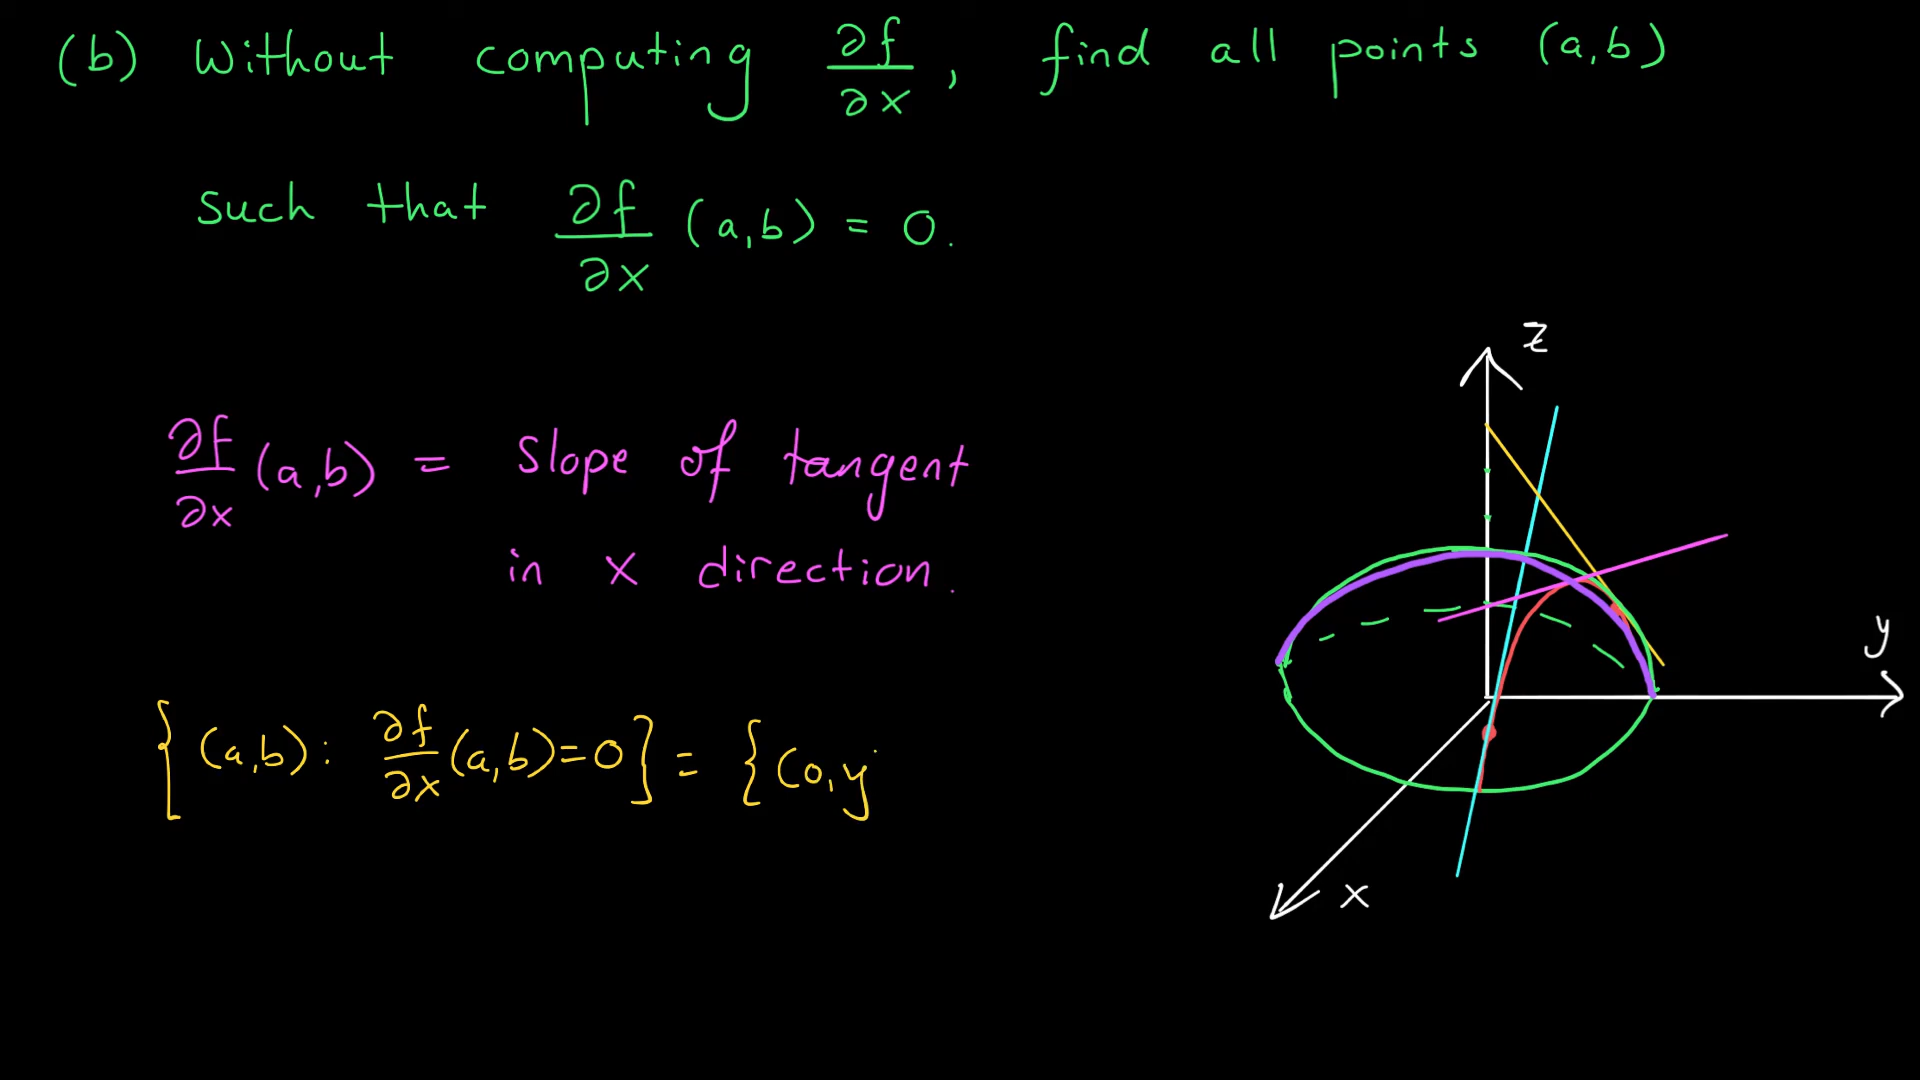 (b) Without computing ∂f/∂x, find all points (a,b)
such that ∂f/∂x (a,b) = 0.
∂f/∂x (a,b) = slope of tangent
in x direction.
{(a,b): ∂f/∂x (a,b)=0} = {(0,y
z
y
x